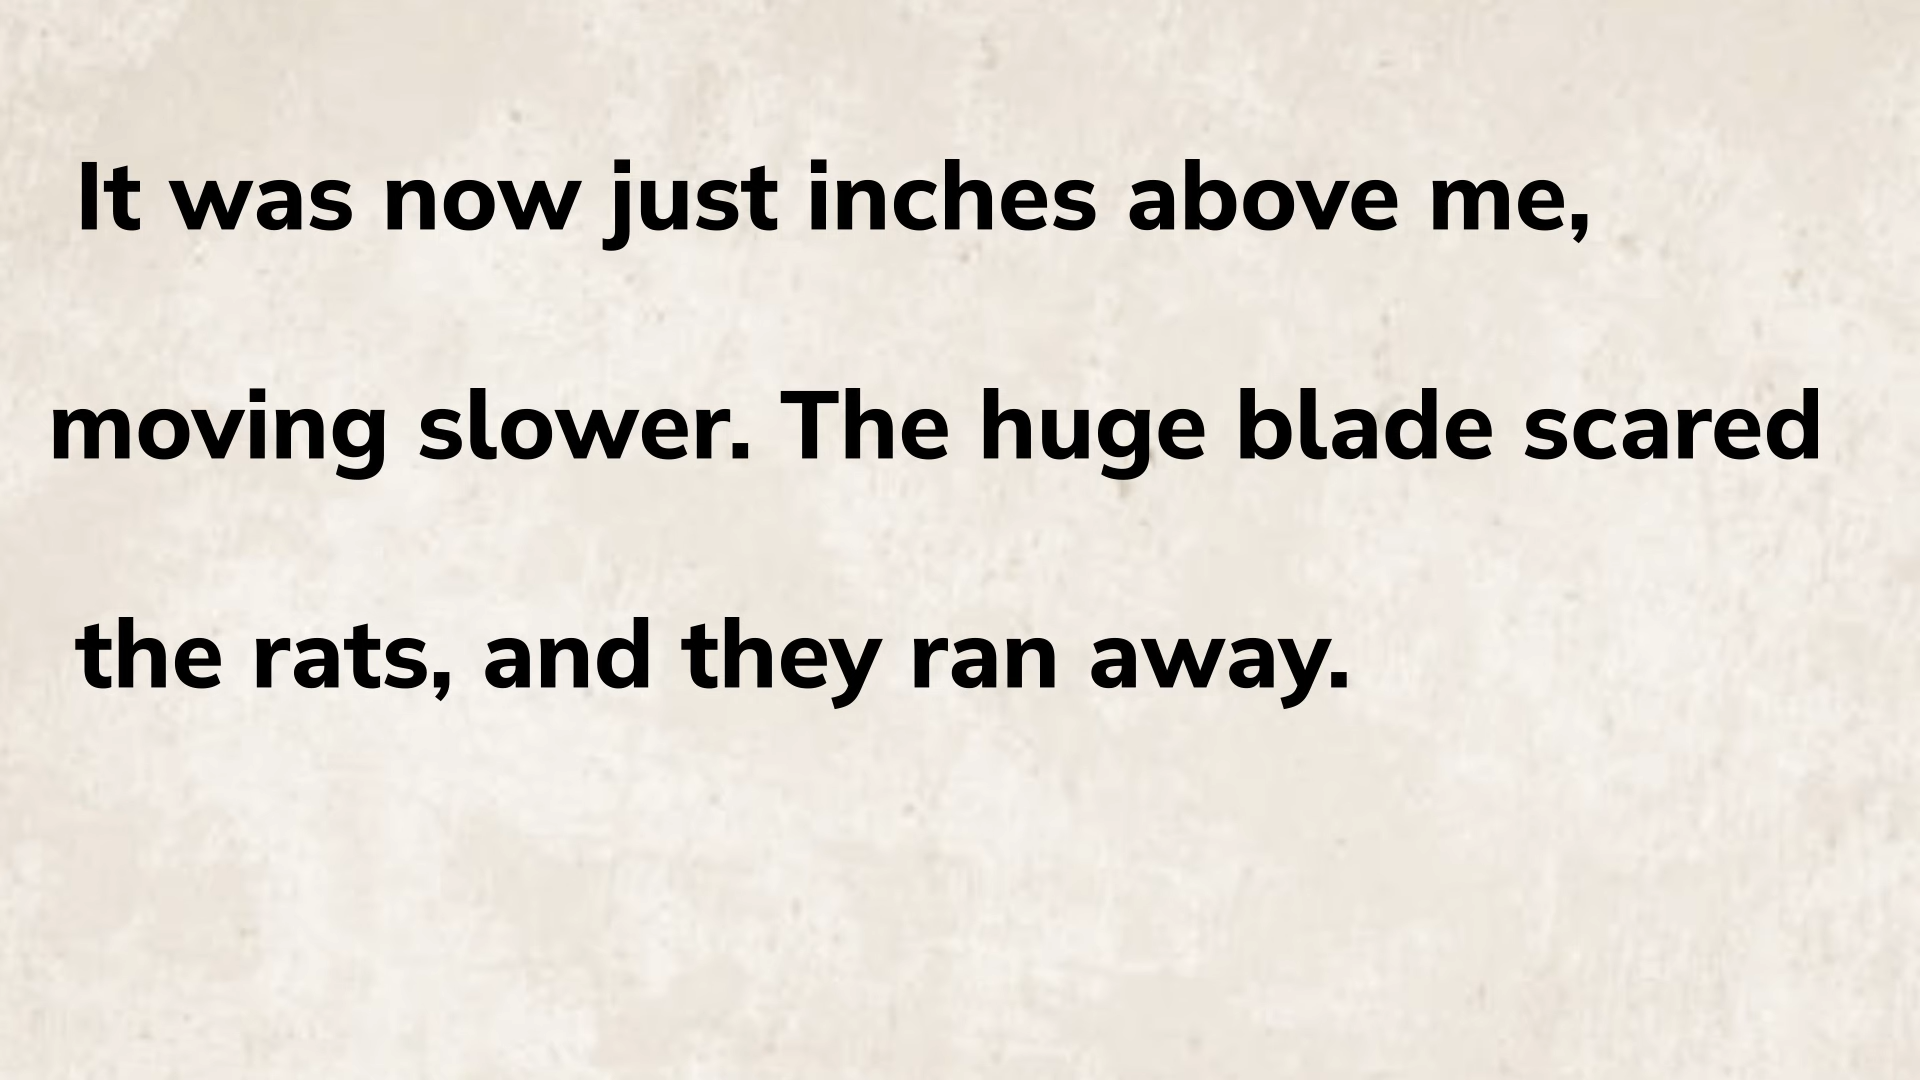 It was now just inches above me,
moving slower. The huge blade scared
the rats, and they ran away.